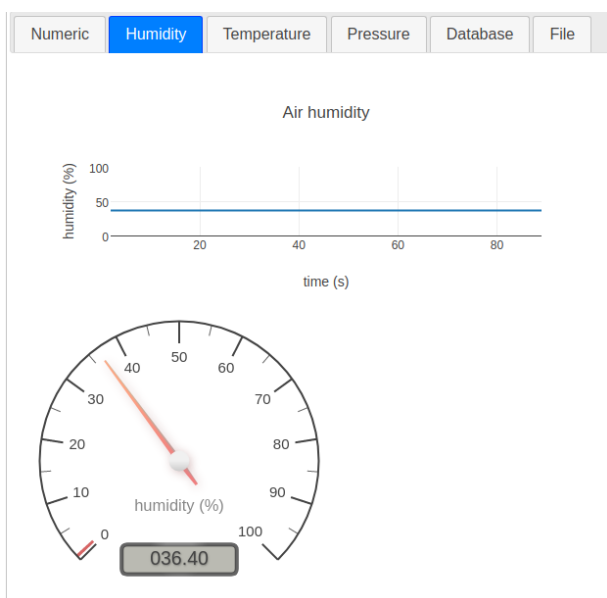 Numeric Humidity Temperature Pressure Database File
Air humidity
humidity (%)
100
50
0
20 40 60 80
time (s)
0
10
20
30
40
50
60
70
80
90
100
humidity (%)
036.40